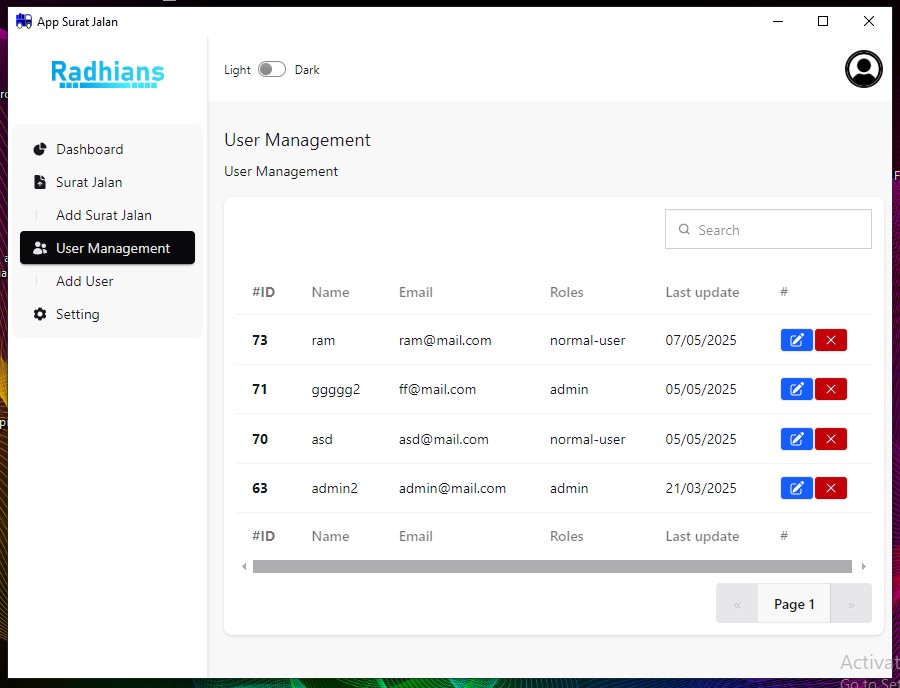 App Surat Jalan
Radhians
Light Dark
Dashboard
Surat Jalan
Add Surat Jalan
User Management
Add User
Setting
User Management
User Management
Search
#ID Name Email Roles Last update #
73 ram ram@mail.com normal-user 07/05/2025
71 ggggg2 ff@mail.com admin 05/05/2025
70 asd asd@mail.com normal-user 05/05/2025
63 admin2 admin@mail.com admin 21/03/2025
#ID Name Email Roles Last update #
« Page 1 »
Activat
Go to Set